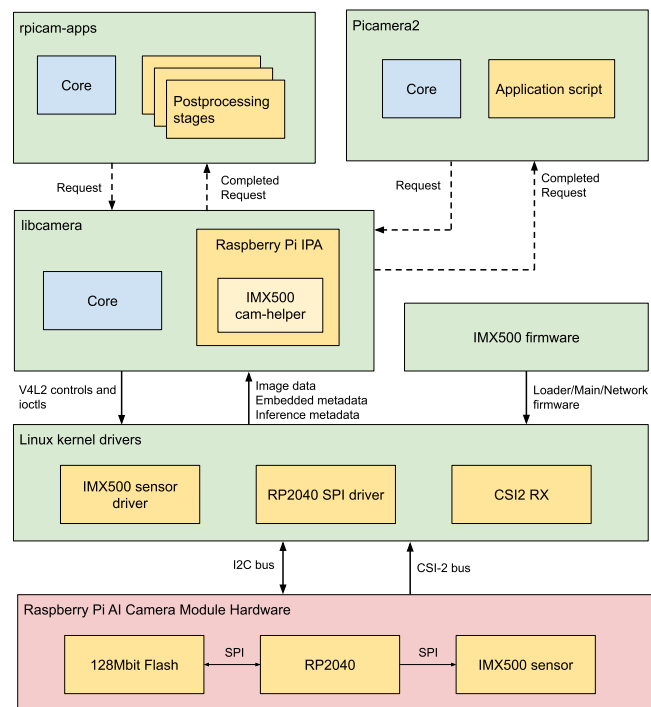 rpicam-apps
Core
Postprocessing
stages
Picamera2
Core
Application script
Request
Completed
Request
Request
Completed
Request
libcamera
Core
Raspberry Pi IPA
IMX500
cam-helper
IMX500 firmware
V4L2 controls and
ioctls
Image data
Embedded metadata
Inference metadata
Loader/Main/Network
firmware
Linux kernel drivers
IMX500 sensor
driver
RP2040 SPI driver
CSI2 RX
I2C bus
CSI-2 bus
Raspberry Pi AI Camera Module Hardware
128Mbit Flash
SPI
RP2040
SPI
IMX500 sensor